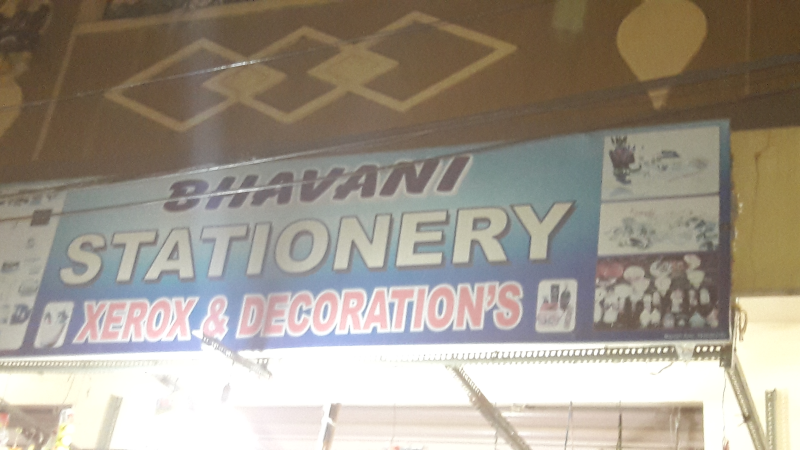 BHAVANI
STATIONERY
XEROX & DECORATION'S